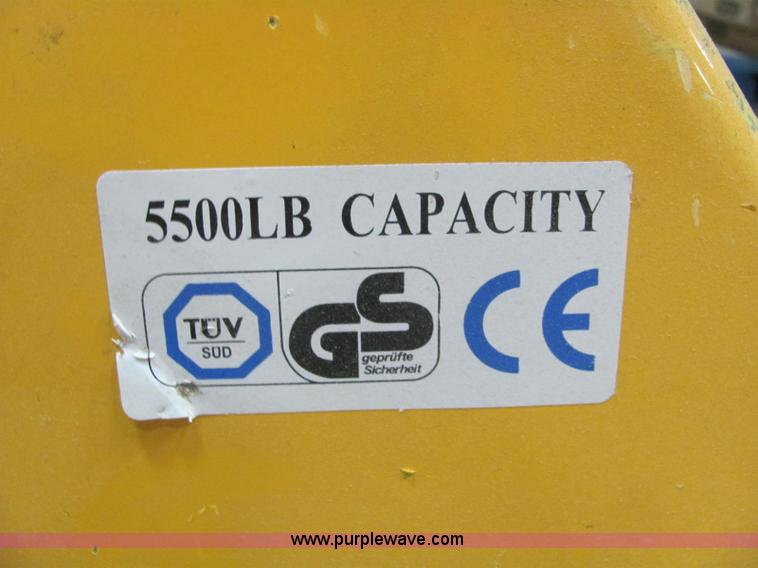 5500LB CAPACITY
TÜV
SÜD
GS
geprüfte
Sicherheit
CE
www.purplewave.com